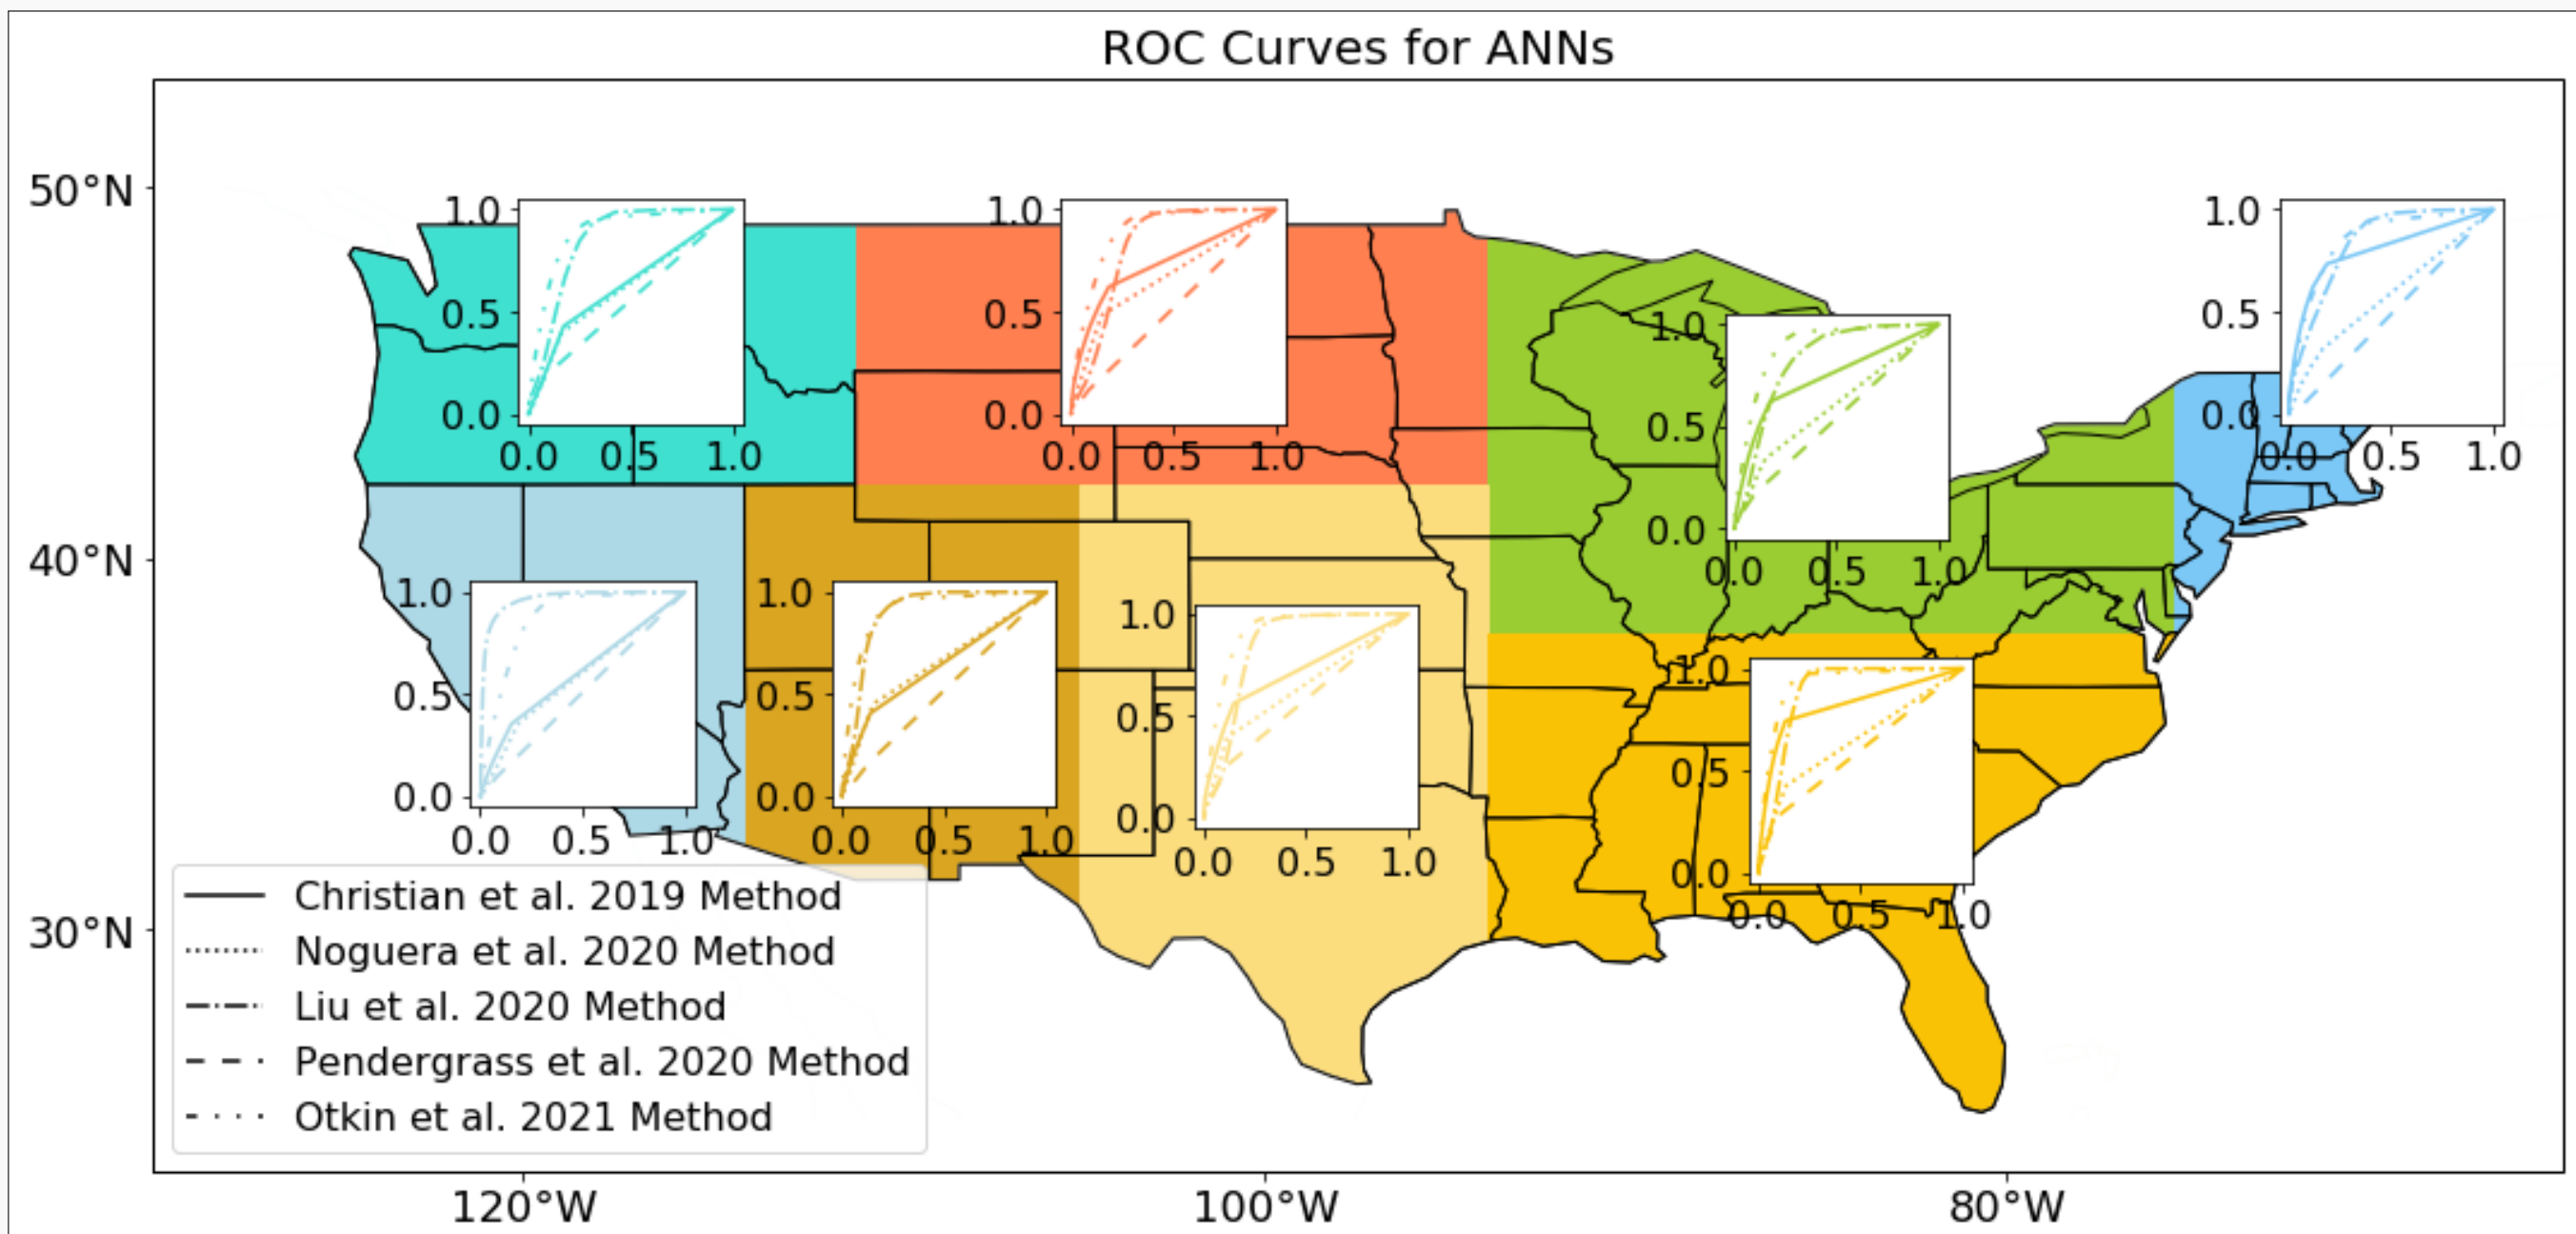 ROC Curves for ANNs
50°N
40°N
30°N
120°W
100°W
80°W
1.0
0.5
0.0
0.0 0.5 1.0
1.0
0.5
0.0
0.0 0.5 1.0
1.0
0.5
0.0
0.0 0.5 1.0
1.0
0.5
0.0
0.0 0.5 1.0
1.0
0.5
0.0
0.0 0.5 1.0
1.0
0.5
0.0
0.0 0.5 1.0
1.0
0.5
0.0
0.0 0.5 1.0
1.0
0.5
0.0
0.0 0.5 1.0
Christian et al. 2019 Method
Noguera et al. 2020 Method
Liu et al. 2020 Method
Pendergrass et al. 2020 Method
Otkin et al. 2021 Method